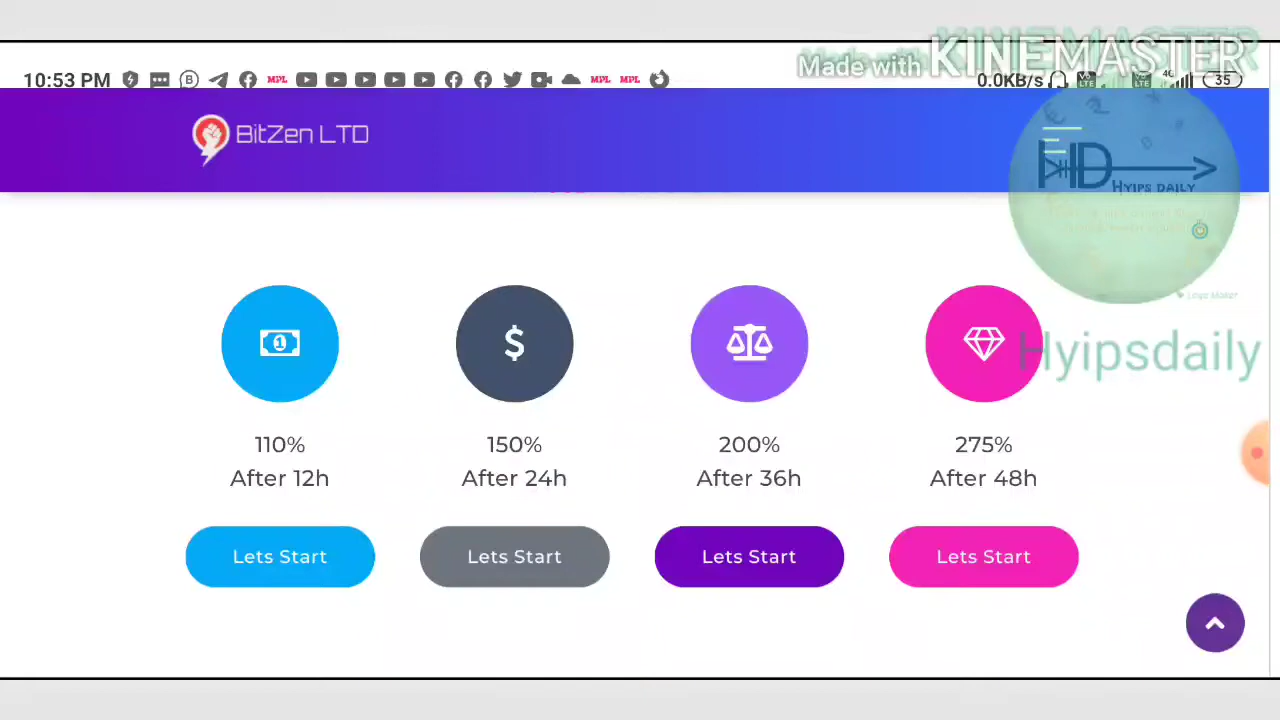 Made with KINEMASTER
10:53 PM
0.0KB/s
4G
35
BitZen LTD
HD
HYIPS DAILY
Hyipsdaily
110%
After 12h
Lets Start
150%
After 24h
Lets Start
200%
After 36h
Lets Start
275%
After 48h
Lets Start